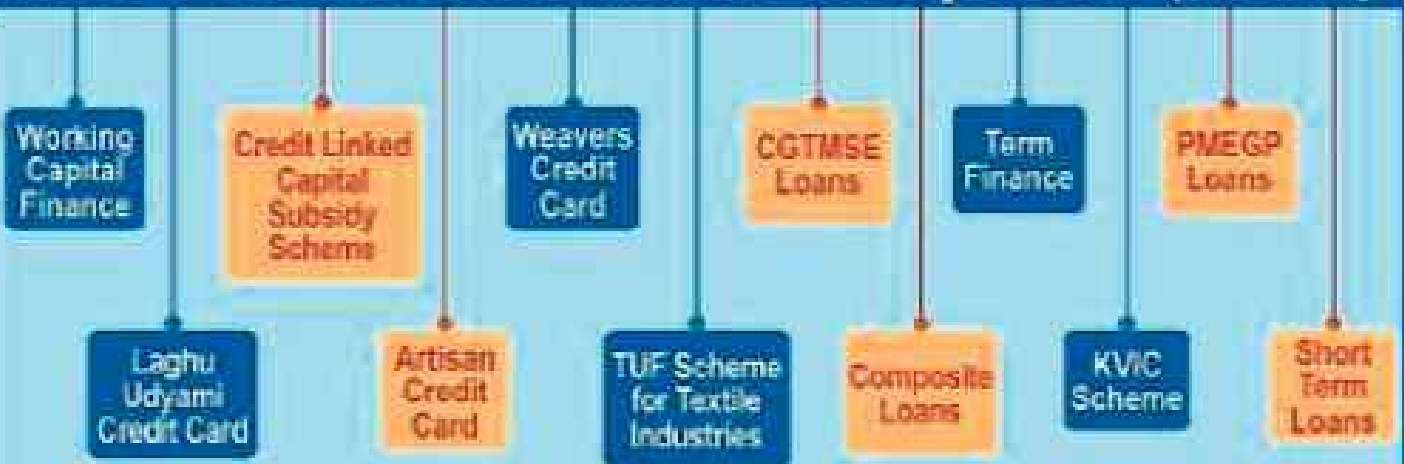 Working
Capital
Finance
Laghu
Udyami
Credit Card
Credit Linked
Capital
Subsidy
Scheme
Artisan
Credit
Card
Weavers
Credit
Card
TUF Scheme
for Textile
Industries
CGTMSE
Loans
Composite
Loans
Term
Finance
KVIC
Scheme
PMEGP
Loans
Short
Term
Loans